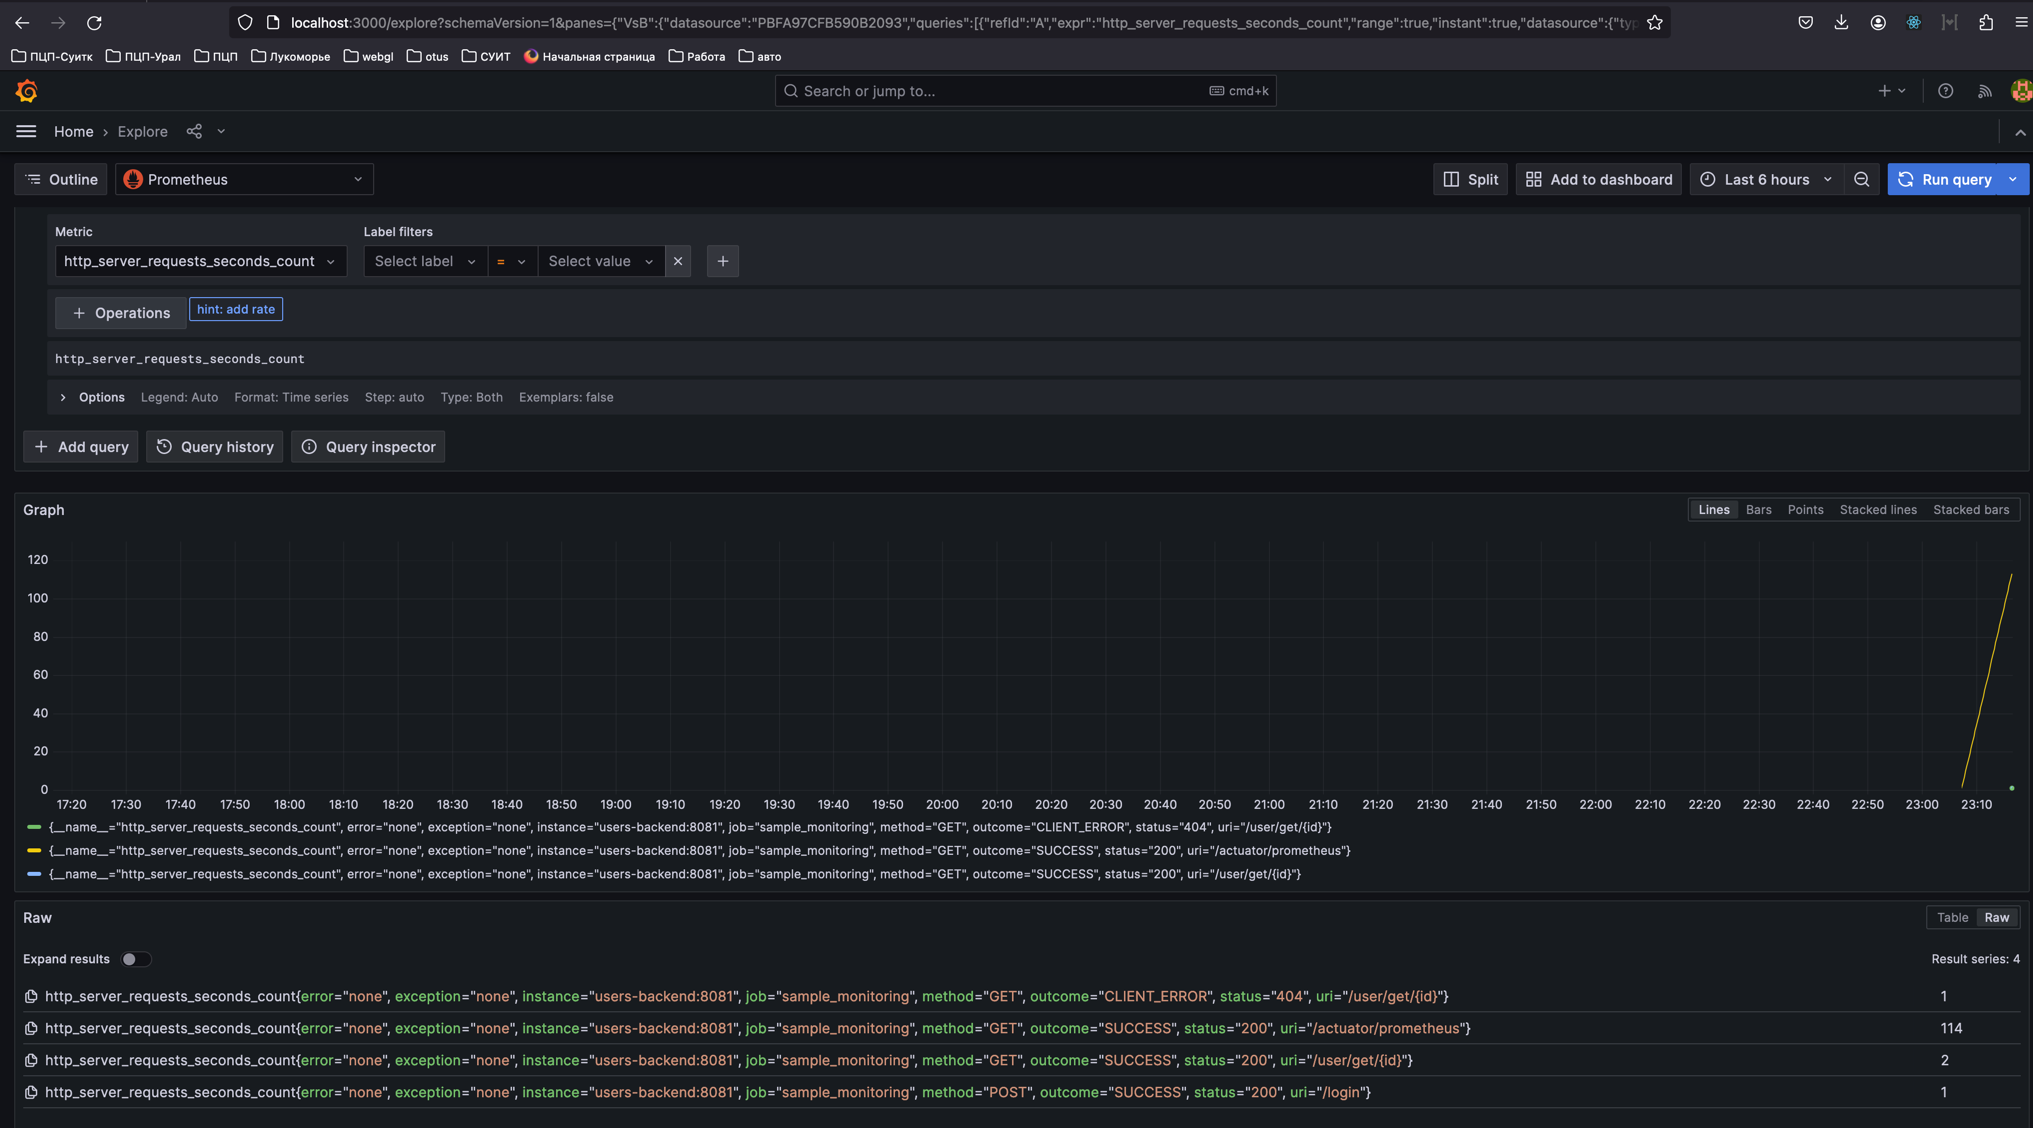 localhost:3000/explore?schemaVersion=1&panes={"VsB":{"datasource":"PBFA97CFB590B2093","queries":[{"refId":"A","expr":"http_server_requests_seconds_count","range":true,"instant":true,"datasource":{"typ
ПЦП-Суитк ПЦП-Урал ПЦП Лукоморье webgl otus СУИТ Начальная страница Работа авто
Search or jump to... cmd+k
Home › Explore
Outline Prometheus Split Add to dashboard Last 6 hours Run query
Metric Label filters
http_server_requests_seconds_count Select label = Select value
+ Operations hint: add rate
http_server_requests_seconds_count
Options Legend: Auto Format: Time series Step: auto Type: Both Exemplars: false
+ Add query Query history Query inspector
Graph Lines Bars Points Stacked lines Stacked bars
120
100
80
60
40
20
0
17:20 17:30 17:40 17:50 18:00 18:10 18:20 18:30 18:40 18:50 19:00 19:10 19:20 19:30 19:40 19:50 20:00 20:10 20:20 20:30 20:40 20:50 21:00 21:10 21:20 21:30 21:40 21:50 22:00 22:10 22:20 22:30 22:40 22:50 23:00 23:10
{__name__="http_server_requests_seconds_count", error="none", exception="none", instance="users-backend:8081", job="sample_monitoring", method="GET", outcome="CLIENT_ERROR", status="404", uri="/user/get/{id}"}
{__name__="http_server_requests_seconds_count", error="none", exception="none", instance="users-backend:8081", job="sample_monitoring", method="GET", outcome="SUCCESS", status="200", uri="/actuator/prometheus"}
{__name__="http_server_requests_seconds_count", error="none", exception="none", instance="users-backend:8081", job="sample_monitoring", method="GET", outcome="SUCCESS", status="200", uri="/user/get/{id}"}
Raw Table Raw
Expand results Result series: 4
http_server_requests_seconds_count{error="none", exception="none", instance="users-backend:8081", job="sample_monitoring", method="GET", outcome="CLIENT_ERROR", status="404", uri="/user/get/{id}"} 1
http_server_requests_seconds_count{error="none", exception="none", instance="users-backend:8081", job="sample_monitoring", method="GET", outcome="SUCCESS", status="200", uri="/actuator/prometheus"} 114
http_server_requests_seconds_count{error="none", exception="none", instance="users-backend:8081", job="sample_monitoring", method="GET", outcome="SUCCESS", status="200", uri="/user/get/{id}"} 2
http_server_requests_seconds_count{error="none", exception="none", instance="users-backend:8081", job="sample_monitoring", method="POST", outcome="SUCCESS", status="200", uri="/login"} 1